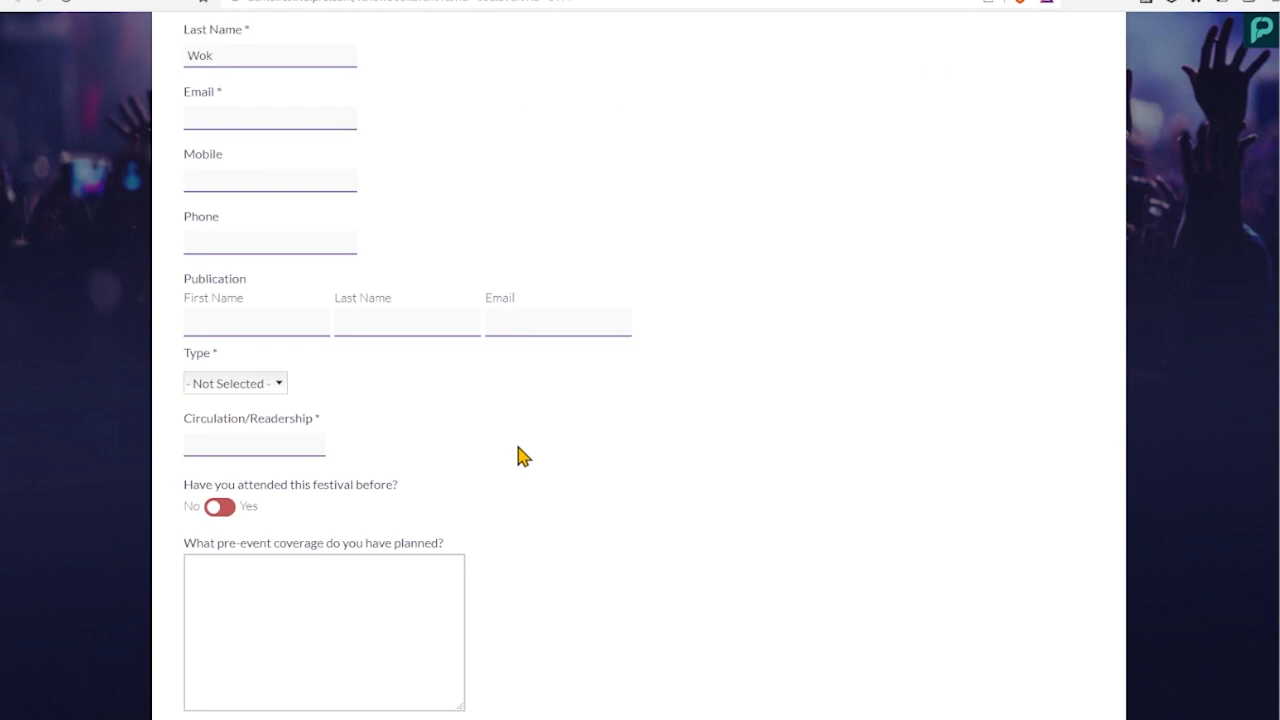 Last Name *
Wok
Email *
Mobile
Phone
Publication
First Name Last Name Email
Type *
- Not Selected -
Circulation/Readership *
Have you attended this festival before?
No Yes
What pre-event coverage do you have planned?